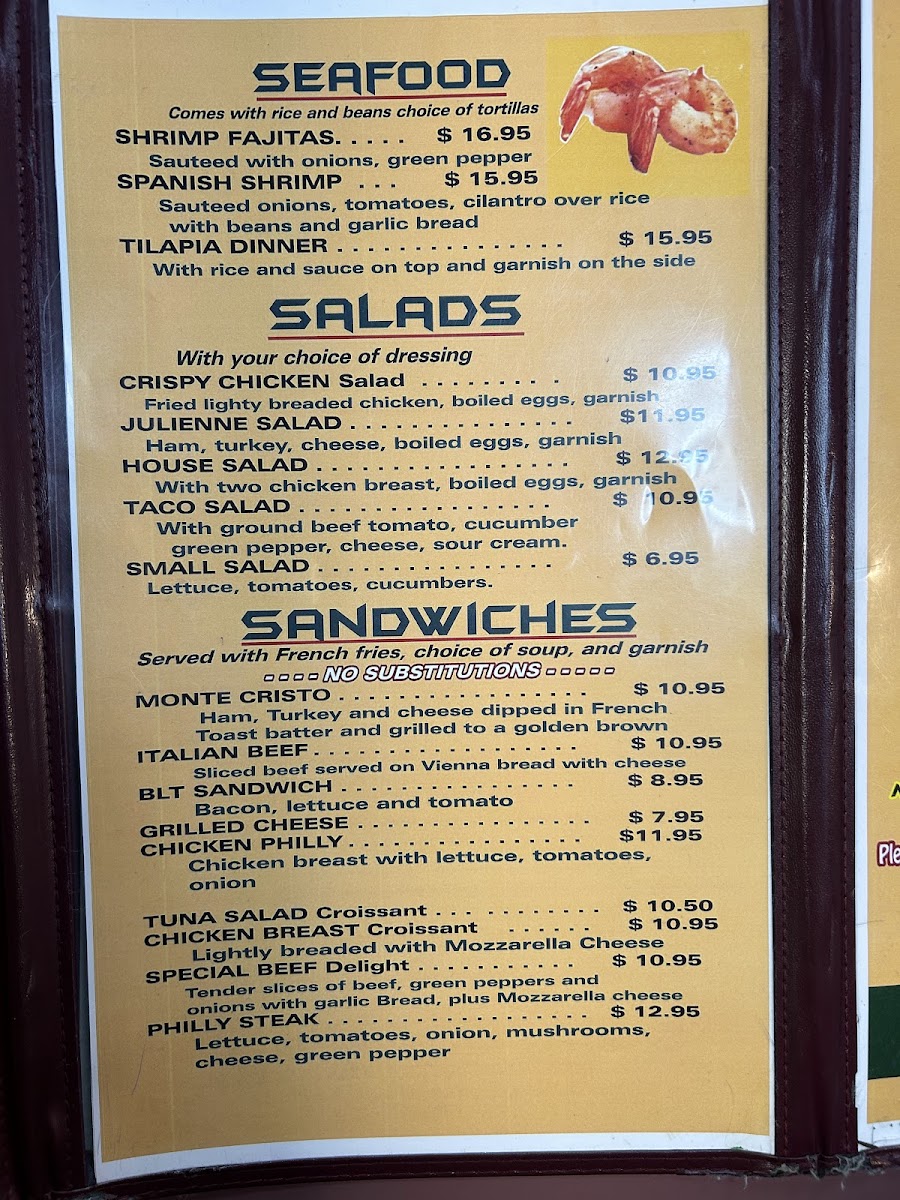 SEAFOOD
Comes with rice and beans choice of tortillas
SHRIMP FAJITAS. . . . . $ 16.95
Sauteed with onions, green pepper
SPANISH SHRIMP . . . $ 15.95
Sauteed onions, tomatoes, cilantro over rice
with beans and garlic bread
TILAPIA DINNER . . . . . . . . . . . . . . . $ 15.95
With rice and sauce on top and garnish on the side
SALADS
With your choice of dressing
CRISPY CHICKEN Salad . . . . . . . . . . $ 10.95
Fried lighty breaded chicken, boiled eggs, garnish
JULIENNE SALAD . . . . . . . . . . . . . . . $11.95
Ham, turkey, cheese, boiled eggs, garnish
HOUSE SALAD . . . . . . . . . . . . . . . . . $ 12.95
With two chicken breast, boiled eggs, garnish
TACO SALAD . . . . . . . . . . . . . . . . . $ 10.95
With ground beef tomato, cucumber
green pepper, cheese, sour cream.
SMALL SALAD . . . . . . . . . . . . . . . . $ 6.95
Lettuce, tomatoes, cucumbers.
SANDWICHES
Served with French fries, choice of soup, and garnish
- - - - NO SUBSTITUTIONS - - - - -
MONTE CRISTO . . . . . . . . . . . . . . . . . $ 10.95
Ham, Turkey and cheese dipped in French
Toast batter and grilled to a golden brown
ITALIAN BEEF . . . . . . . . . . . . . . . . . . $ 10.95
Sliced beef served on Vienna bread with cheese
BLT SANDWICH . . . . . . . . . . . . . . . . $ 8.95
Bacon, lettuce and tomato
GRILLED CHEESE . . . . . . . . . . . . . . . . $ 7.95
CHICKEN PHILLY . . . . . . . . . . . . . . . . $11.95
Chicken breast with lettuce, tomatoes,
onion
TUNA SALAD Croissant . . . . . . . . . . . $ 10.50
CHICKEN BREAST Croissant . . . . . . $ 10.95
Lightly breaded with Mozzarella Cheese
SPECIAL BEEF Delight . . . . . . . . . . . $ 10.95
Tender slices of beef, green peppers and
onions with garlic Bread, plus Mozzarella cheese
PHILLY STEAK . . . . . . . . . . . . . . . . . . $ 12.95
Lettuce, tomatoes, onion, mushrooms,
cheese, green pepper